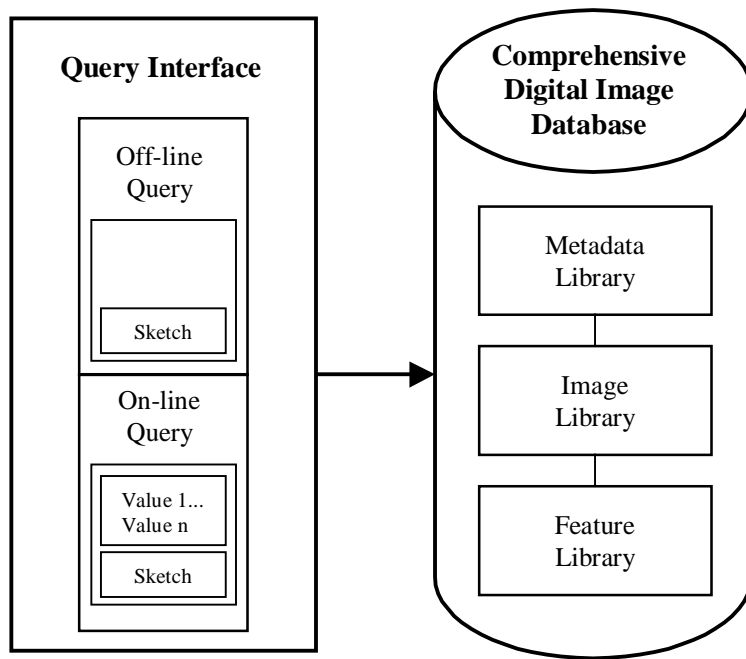 Query Interface
Off-line
Query
Sketch
On-line
Query
Value 1...
Value n
Sketch
Comprehensive
Digital Image
Database
Metadata
Library
Image
Library
Feature
Library